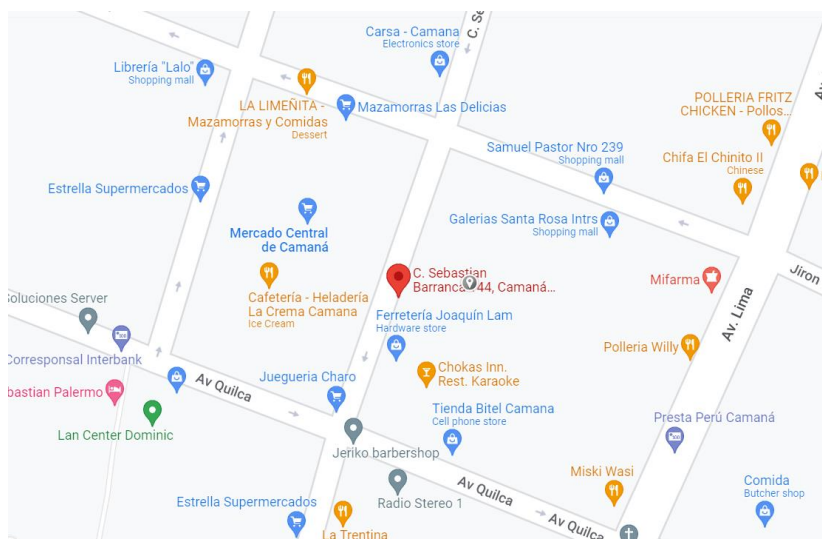 C. Se
Carsa - Camana
Electronics store
Librería "Lalo"
Shopping mall
LA LIMEÑITA -
Mazamorras y Comidas
Dessert
Mazamorras Las Delicias
POLLERIA FRITZ
CHICKEN - Pollos...
Samuel Pastor Nro 239
Shopping mall
Chifa El Chinito II
Chinese
Estrella Supermercados
Mercado Central
de Camaná
Galerias Santa Rosa Intrs
Shopping mall
C. Sebastian
Barranca 744, Camaná...
Cafetería - Heladería
La Crema Camana
Ice Cream
Mifarma
Jiron
Soluciones Server
Ferretería Joaquín Lam
Hardware store
Av. Lima
Polleria Willy
Corresponsal Interbank
Chokas Inn.
Rest. Karaoke
Juegueria Charo
Av Quilca
bastian Palermo
Tienda Bitel Camana
Cell phone store
Presta Perú Camaná
Lan Center Dominic
Jeriko barbershop
Miski Wasi
Comida
Butcher shop
Av Quilca
Radio Stereo 1
Estrella Supermercados
Av Quilca
La Trentina